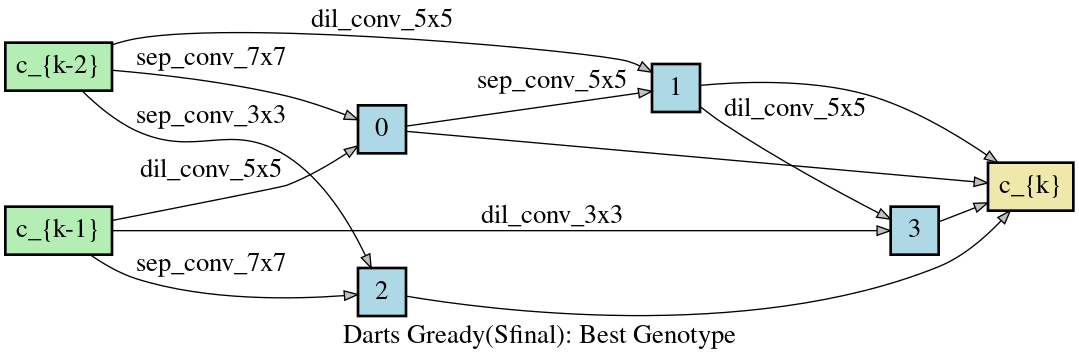 dil_conv_5x5
c_{k-2}
sep_conv_7x7
sep_conv_5x5
1
dil_conv_5x5
sep_conv_3x3
0
dil_conv_5x5
c_{k}
c_{k-1}
dil_conv_3x3
3
sep_conv_7x7
2
Darts Gready(Sfinal): Best Genotype